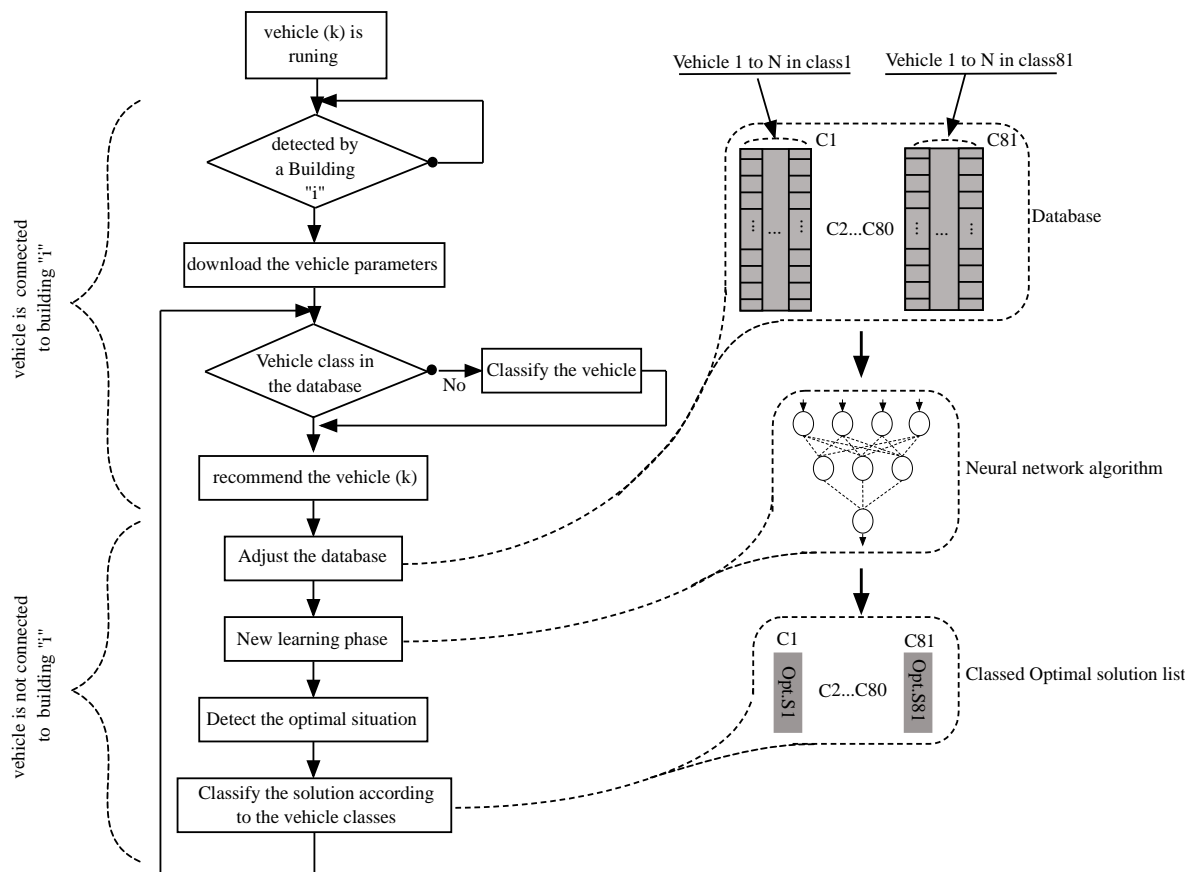 vehicle (k) is
runing
detected by
a Building
"i"
download the vehicle parameters
Vehicle class in
the database
No
Classify the vehicle
recommend the vehicle (k)
Adjust the database
New learning phase
Detect the optimal situation
Classify the solution according
to the vehicle classes
vehicle is connected
to building "i"
vehicle is not connected
to building "i"
Vehicle 1 to N in class1
Vehicle 1 to N in class81
C1
C81
... ... ...
C2...C80
... ... ...
Database
Neural network algorithm
C1
C81
Opt.S1
C2...C80
Opt.S81
Classed Optimal solution list